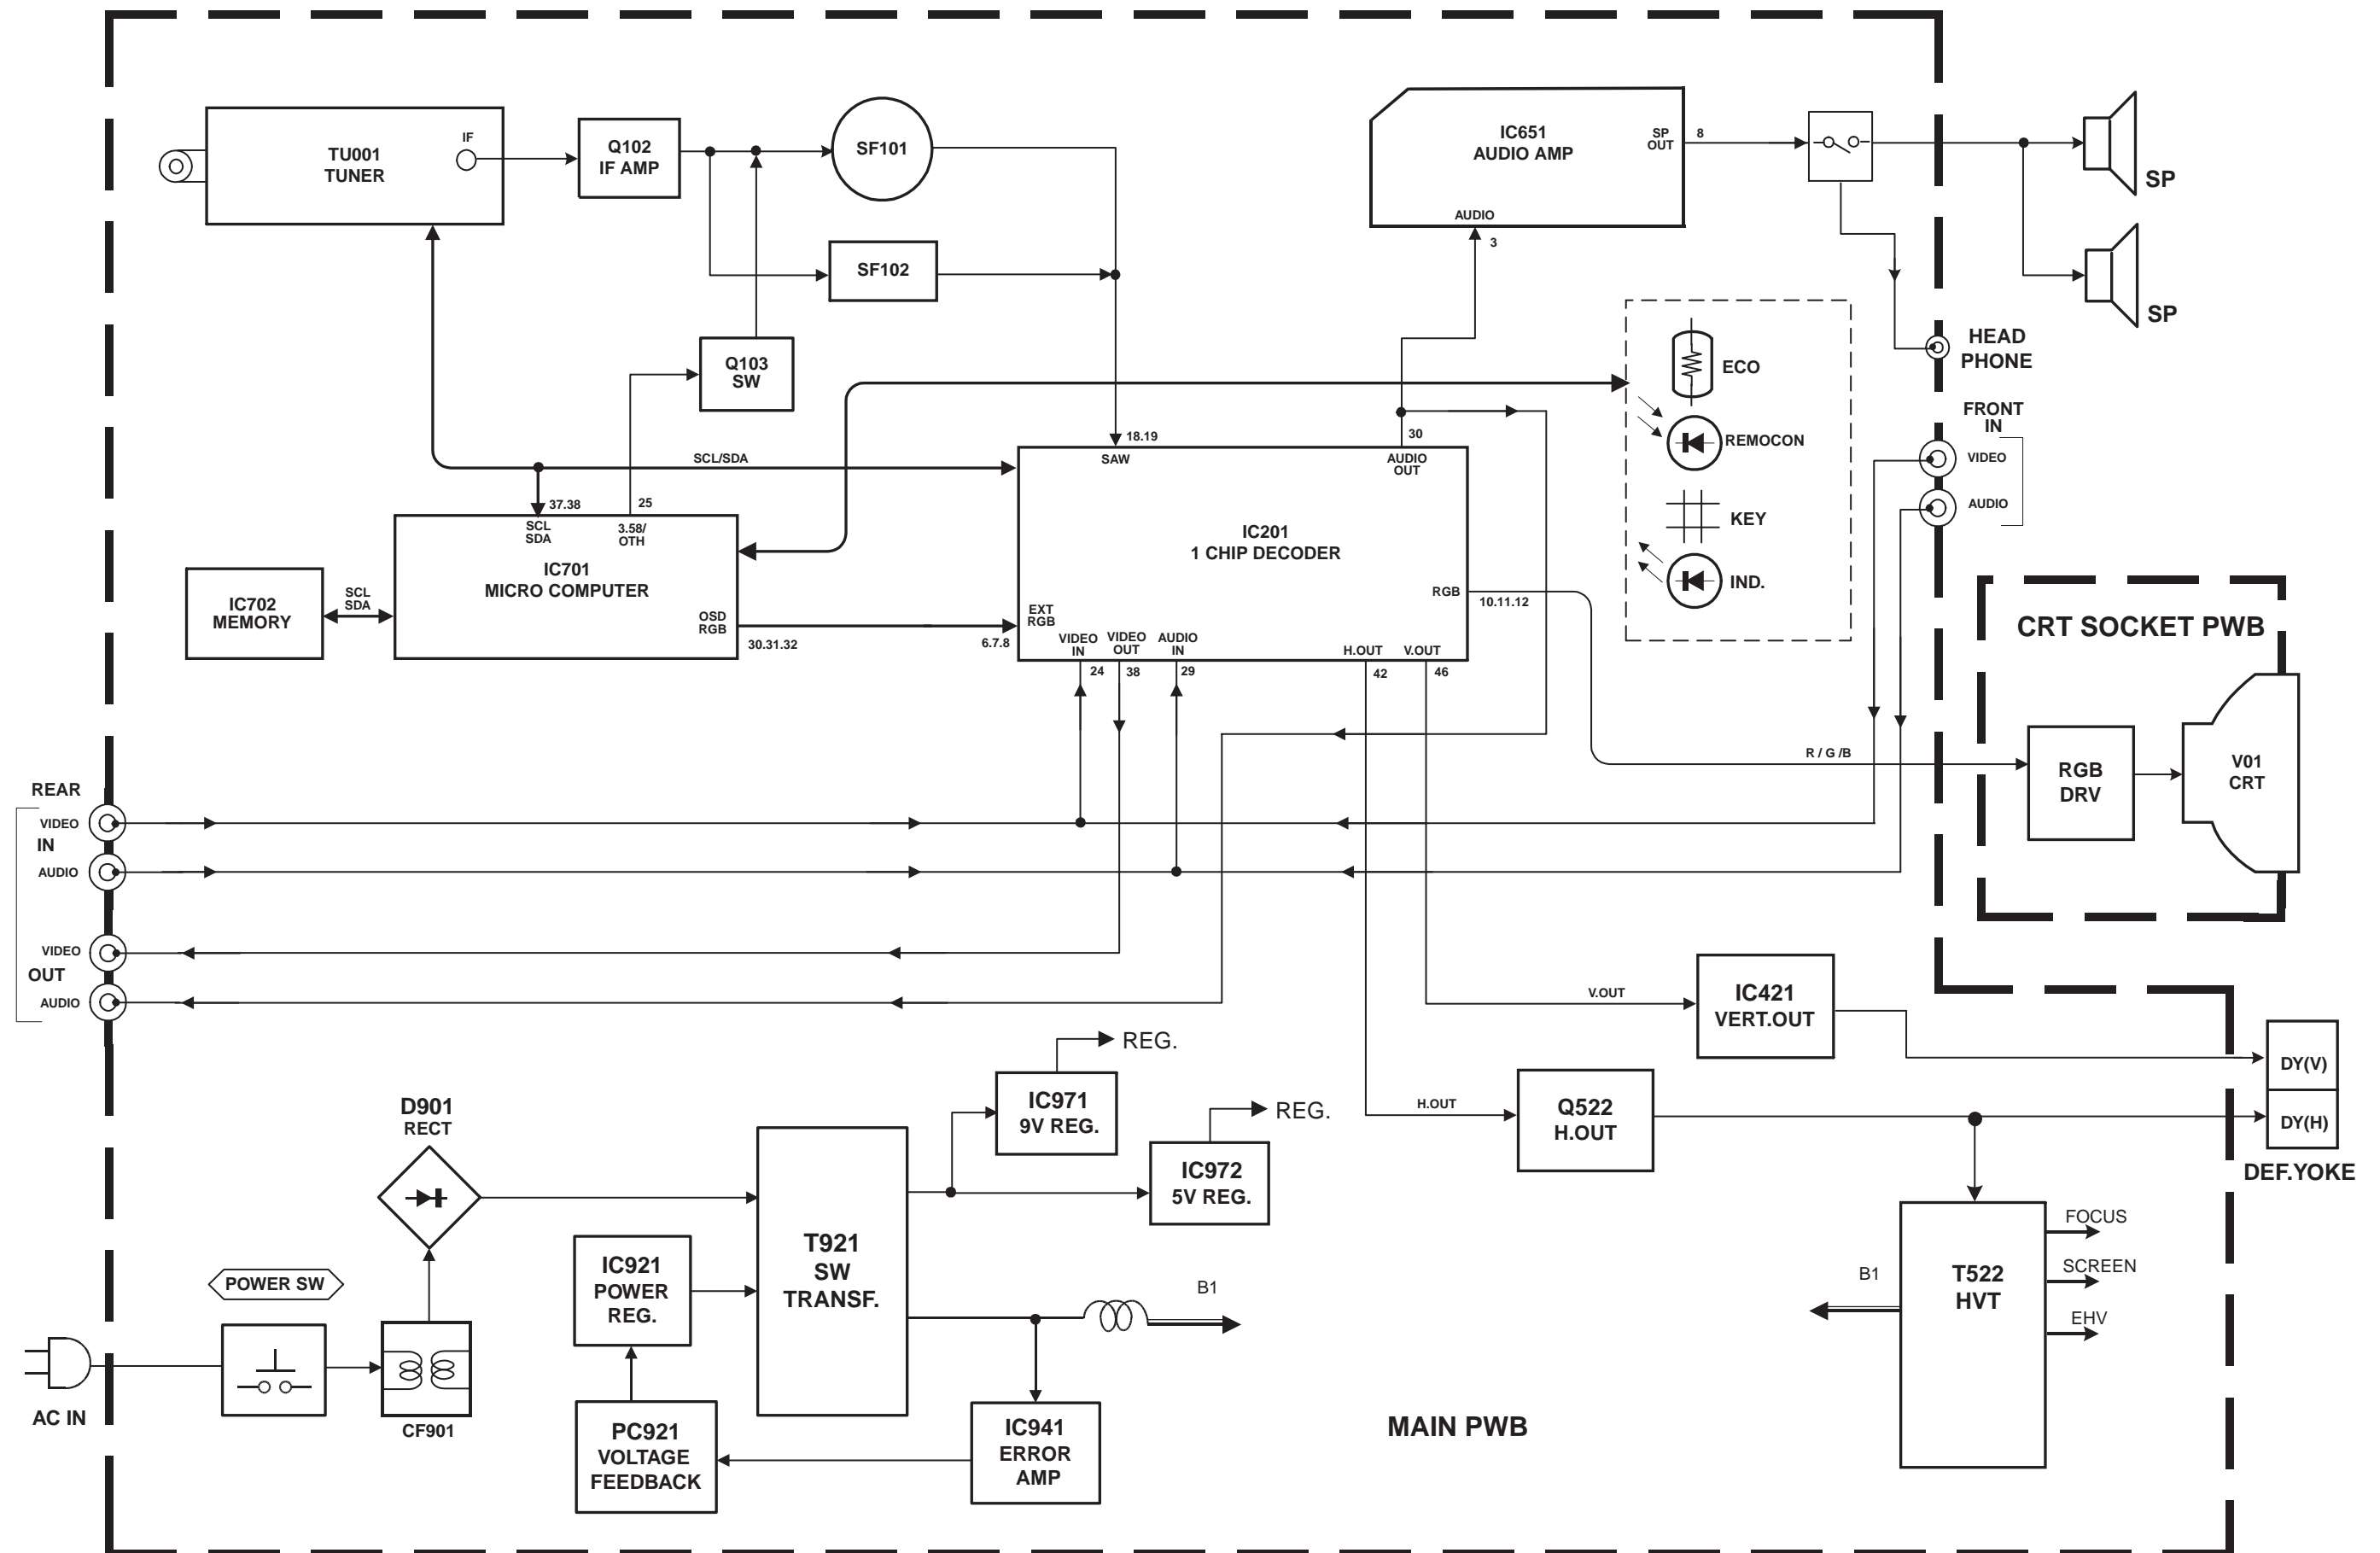 TU001
TUNER
IF
Q102
IF AMP
SF101
SF102
Q103
SW
IC651
AUDIO AMP
SP
OUT
8
AUDIO
3
SP
SP
HEAD
PHONE
FRONT
IN
VIDEO
AUDIO
ECO
REMOCON
KEY
IND.
SCL/SDA
18.19
SAW
30
AUDIO
OUT
IC201
1 CHIP DECODER
RGB
10.11.12
EXT
RGB
6.7.8
VIDEO
IN
24
VIDEO
OUT
38
AUDIO
IN
29
H.OUT
42
V.OUT
46
37.38
SCL
SDA
25
3.58/
OTH
IC701
MICRO COMPUTER
OSD
RGB
30.31.32
IC702
MEMORY
SCL
SDA
CRT SOCKET PWB
R / G /B
RGB
DRV
V01
CRT
REAR
VIDEO
IN
AUDIO
VIDEO
OUT
AUDIO
V.OUT
IC421
VERT.OUT
H.OUT
Q522
H.OUT
DY(V)
DY(H)
DEF.YOKE
T522
HVT
FOCUS
SCREEN
EHV
B1
REG.
IC971
9V REG.
REG.
IC972
5V REG.
D901
RECT
T921
SW
TRANSF.
IC921
POWER
REG.
B1
POWER SW
AC IN
CF901
PC921
VOLTAGE
FEEDBACK
IC941
ERROR
AMP
MAIN PWB